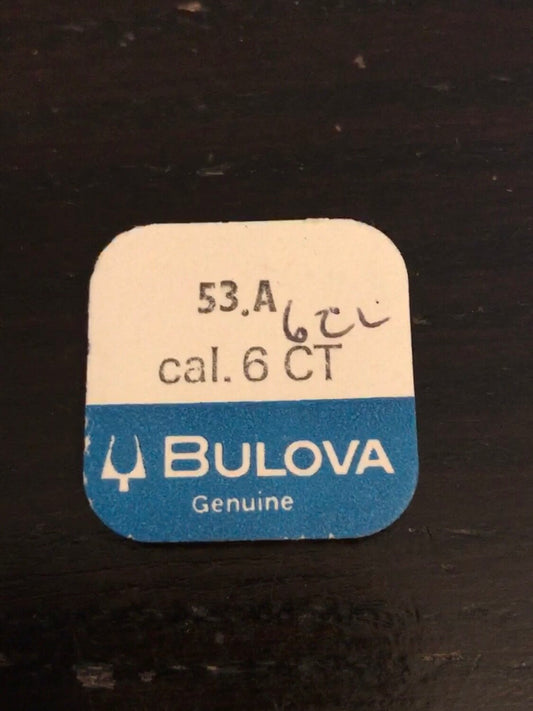 53.A
6CL
cal. 6 CT
BULOVA
Genuine